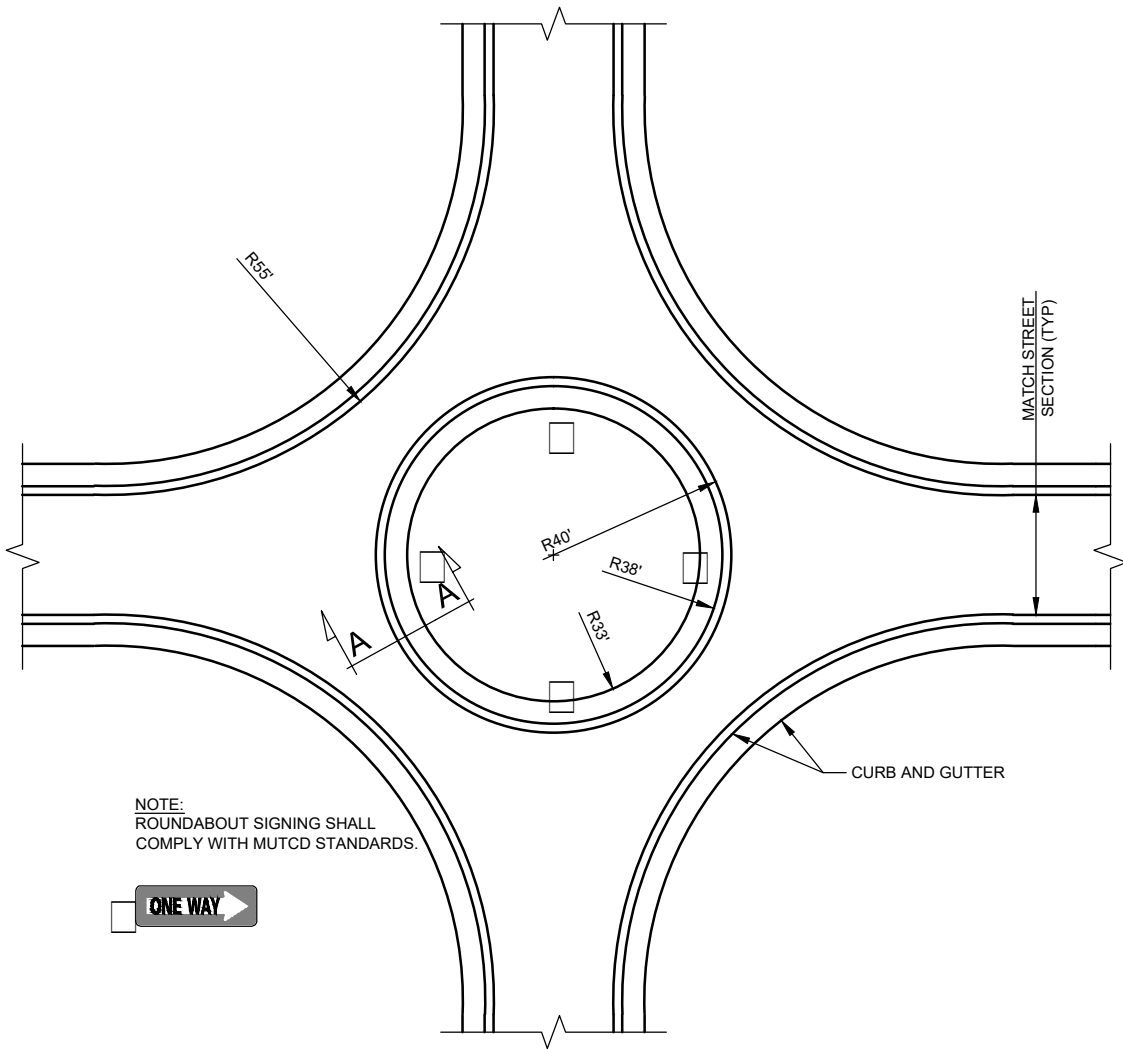 R55'
MATCH STREET
SECTION (TYP)
R40'
R38'
R33'
A
A
CURB AND GUTTER
NOTE:
ROUNDABOUT SIGNING SHALL
COMPLY WITH MUTCD STANDARDS.
ONE WAY